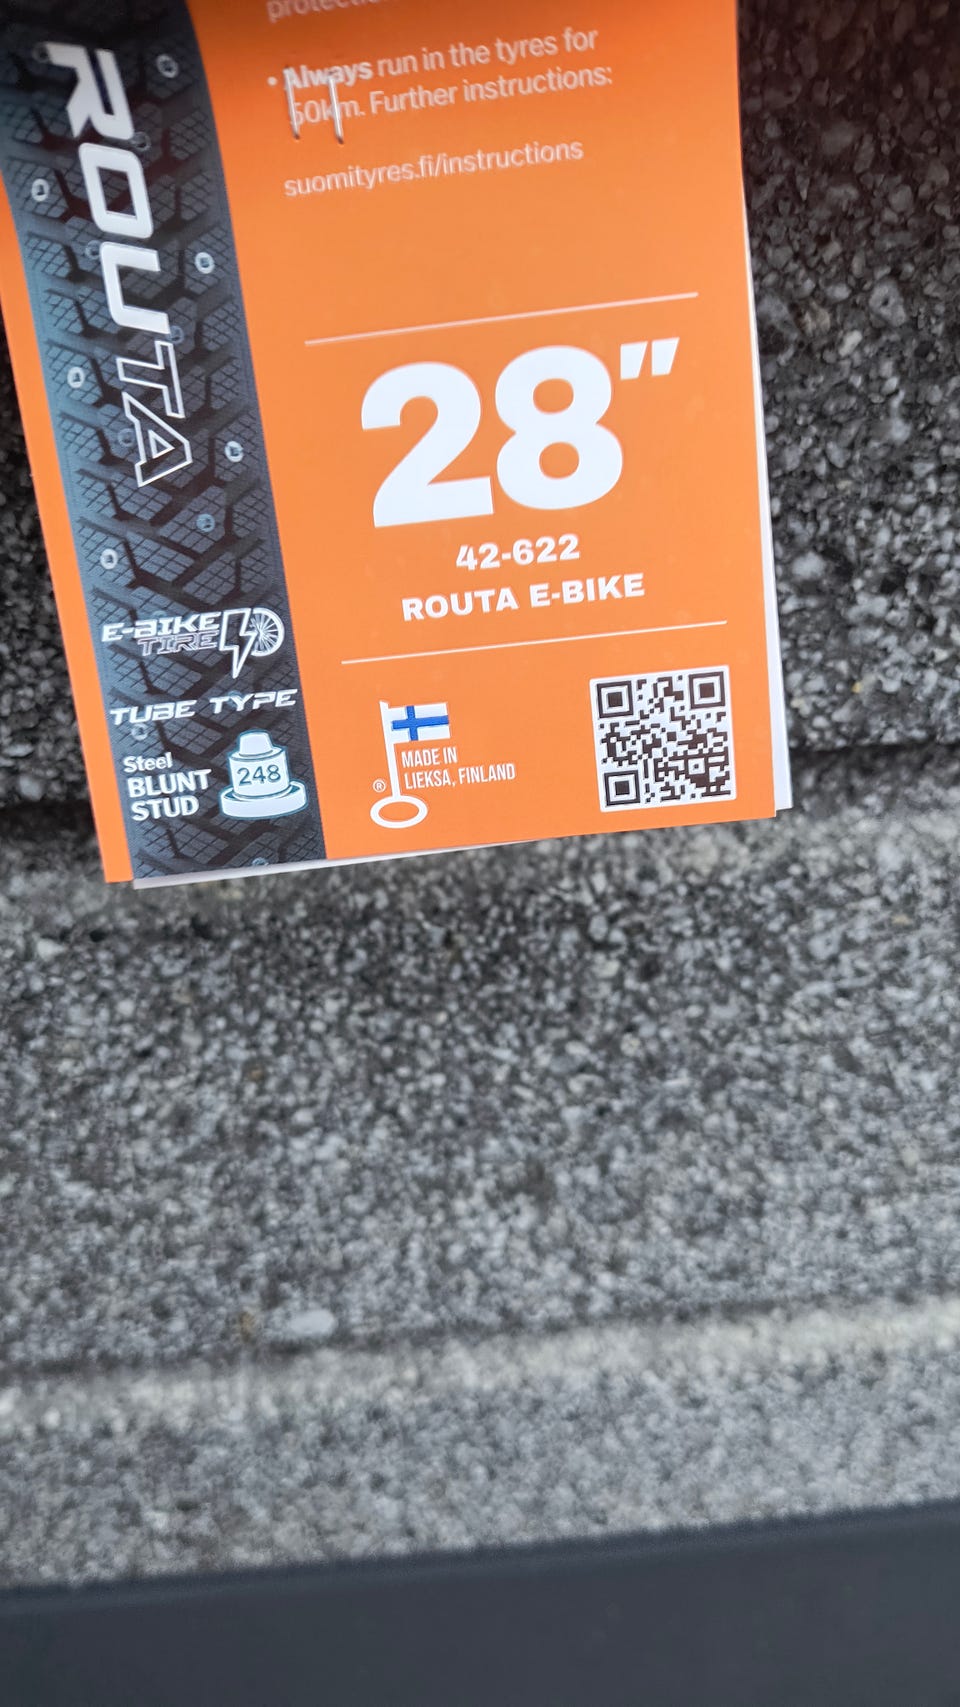 • Always run in the tyres for
50km. Further instructions:
suomityres.fi/instructions
ROUTA
28"
42-622
ROUTA E-BIKE
E-BIKE
TIRE
TUBE TYPE
Steel
BLUNT
STUD
248
MADE IN
LIEKSA, FINLAND
®